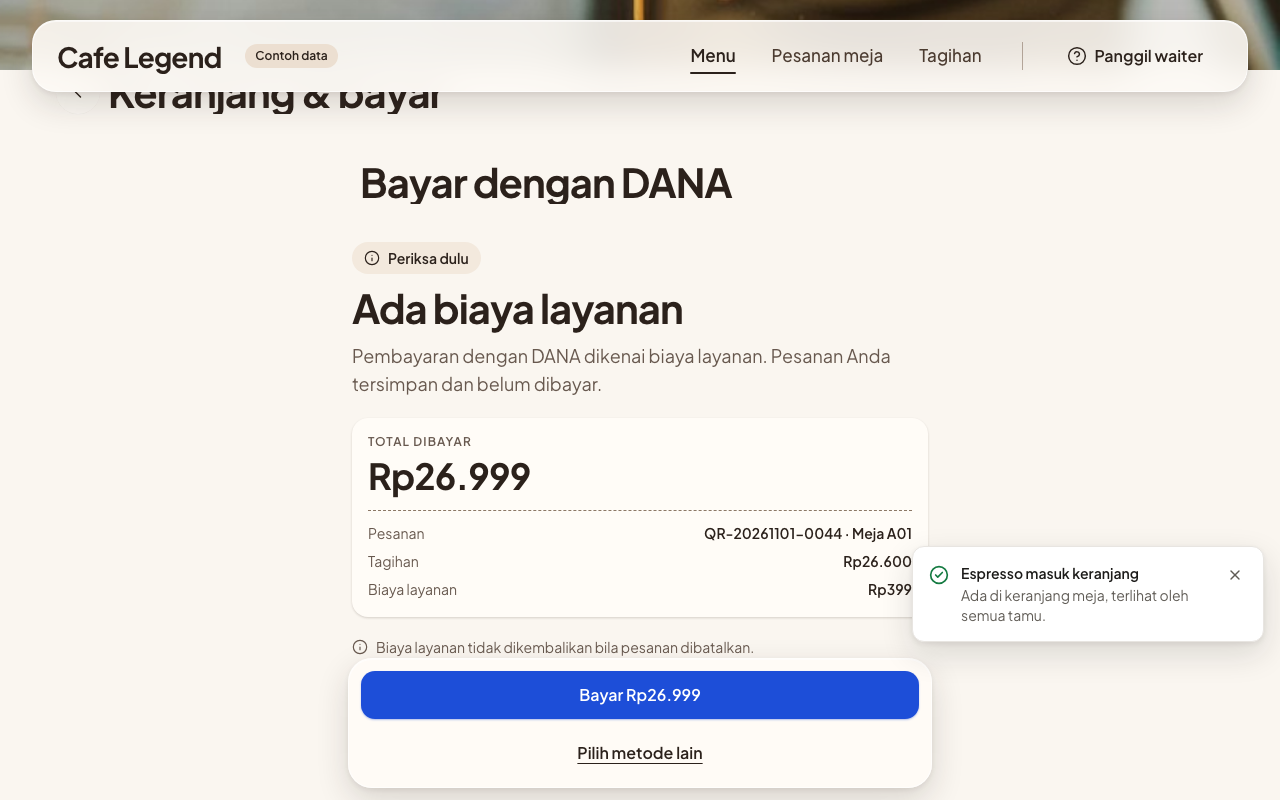 Cafe Legend
Contoh data
Menu
Pesanan meja
Tagihan
Panggil waiter
Keranjang & bayar
Bayar dengan DANA
Periksa dulu
Ada biaya layanan
Pembayaran dengan DANA dikenai biaya layanan. Pesanan Anda
tersimpan dan belum dibayar.
TOTAL DIBAYAR
Rp26.999
Pesanan QR-20261101-0044 · Meja A01
Tagihan Rp26.600
Biaya layanan Rp399
Espresso masuk keranjang
Ada di keranjang meja, terlihat oleh
semua tamu.
Biaya layanan tidak dikembalikan bila pesanan dibatalkan.
Bayar Rp26.999
Pilih metode lain